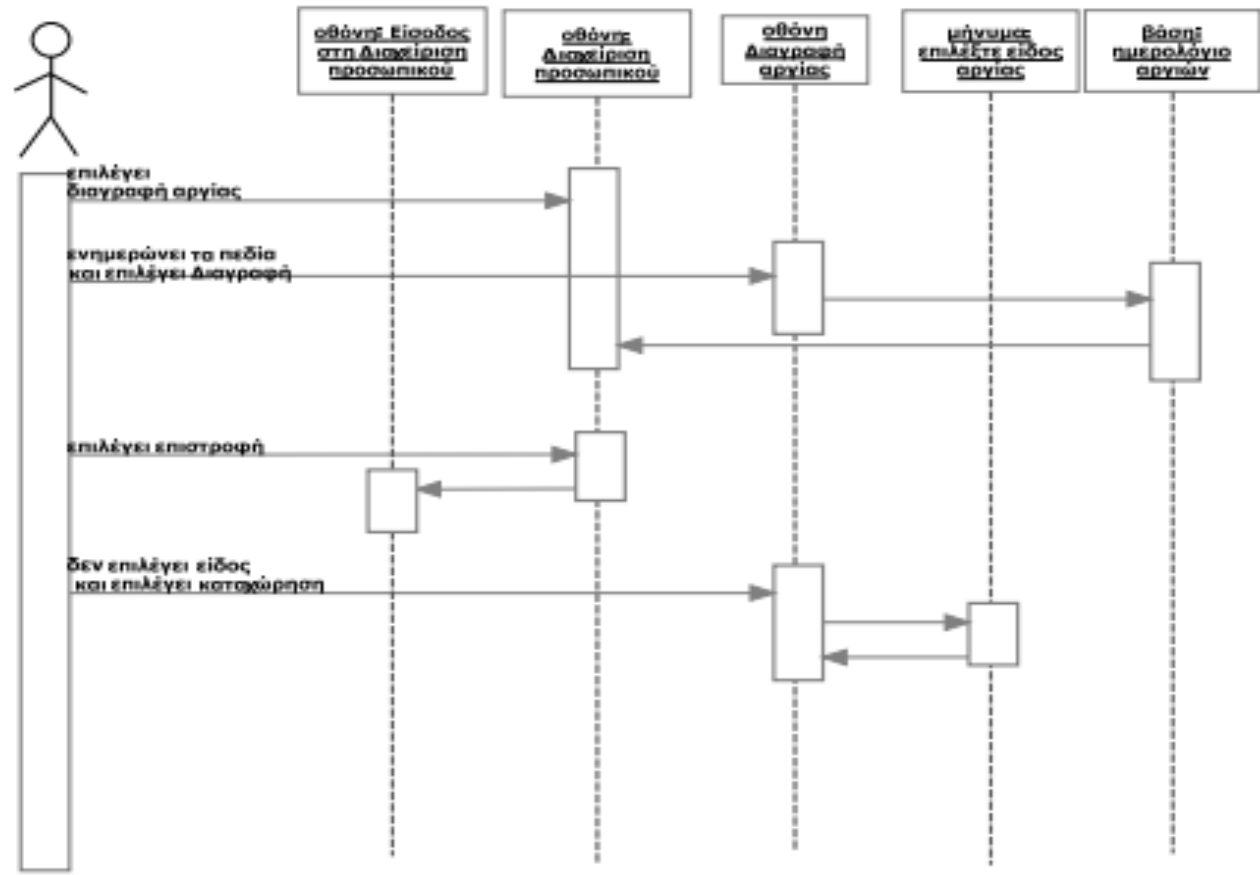 οθόνη: Είσοδος
στη Διαχείριση
προσωπικού
οθόνη:
Διαχείριση
προσωπικού
οθόνη
Διαγραφή
αργίας
μήνυμα:
επιλέξτε είδος
αργίας
βάση:
ημερολόγιο
αργιών
επιλέγει
διαγραφή αργίας
ενημερώνει τα πεδία
και επιλέγει Διαγραφή
επιλέγει επιστροφή
δεν επιλέγει είδος
και επιλέγει καταχώρηση